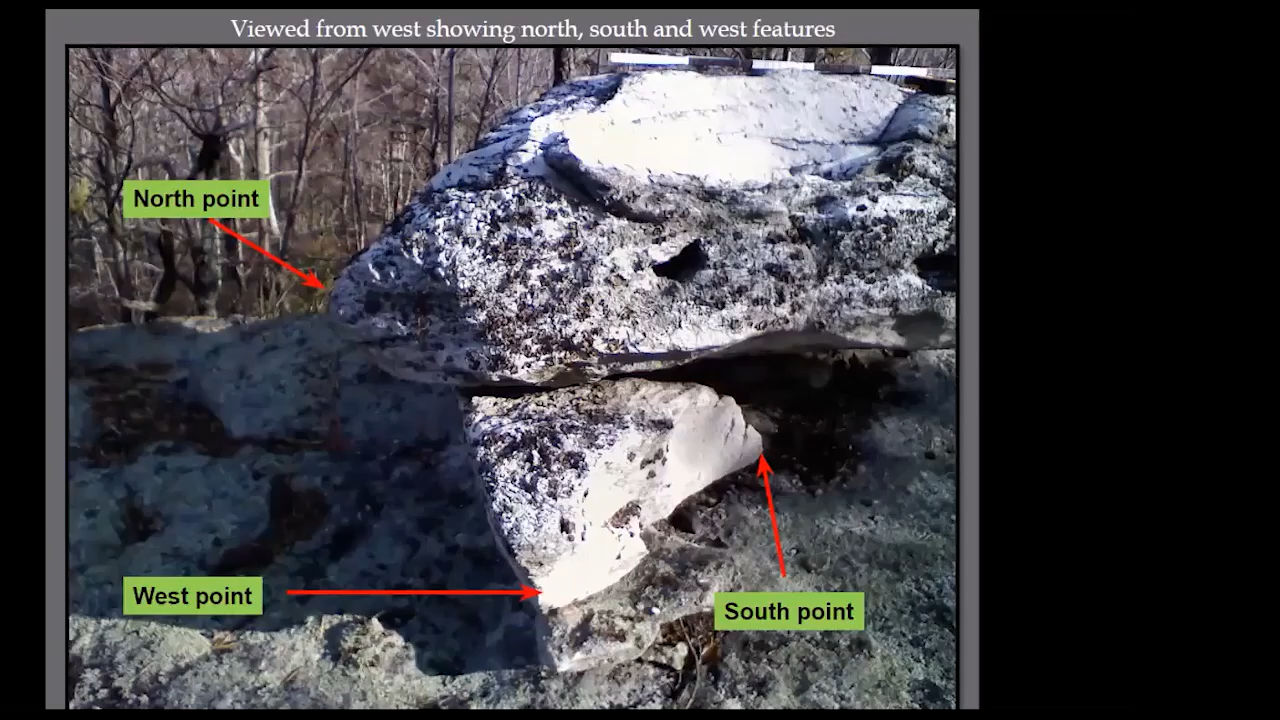 Viewed from west showing north, south and west features
North point
West point
South point